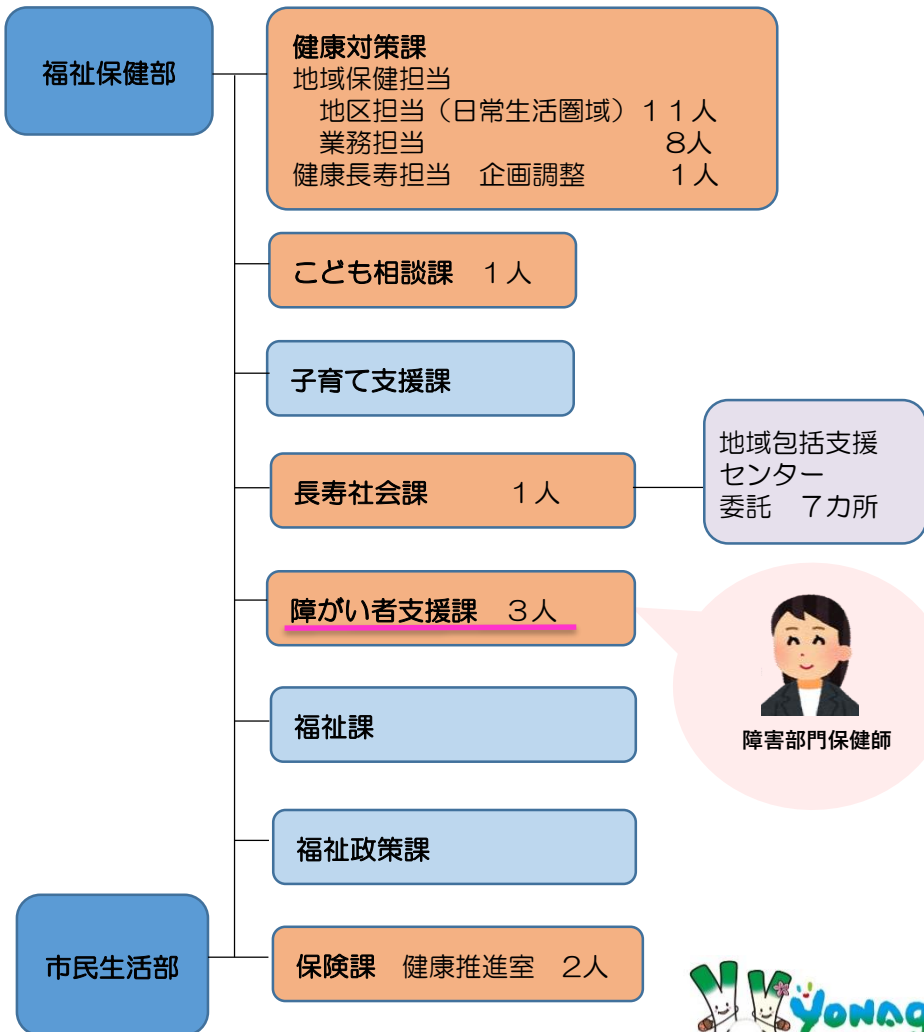 福祉保健部
健康対策課
地域保健担当
地区担当（日常生活圏域）１１人
業務担当　8人
健康長寿担当　企画調整　１人
こども相談課　１人
子育て支援課
長寿社会課　１人
地域包括支援
センター
委託　７カ所
障がい者支援課　３人
障害部門保健師
福祉課
福祉政策課
市民生活部
保険課　健康推進室　2人